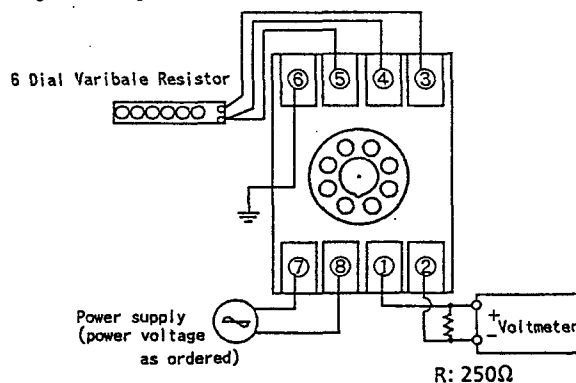 ⑥ ⑤ ④ ③
6 Dial Varibale Resistor
⑦ ⑧ ① ②
Power supply
(power voltage
as ordered)
+
Voltmeter
-
R: 250Ω